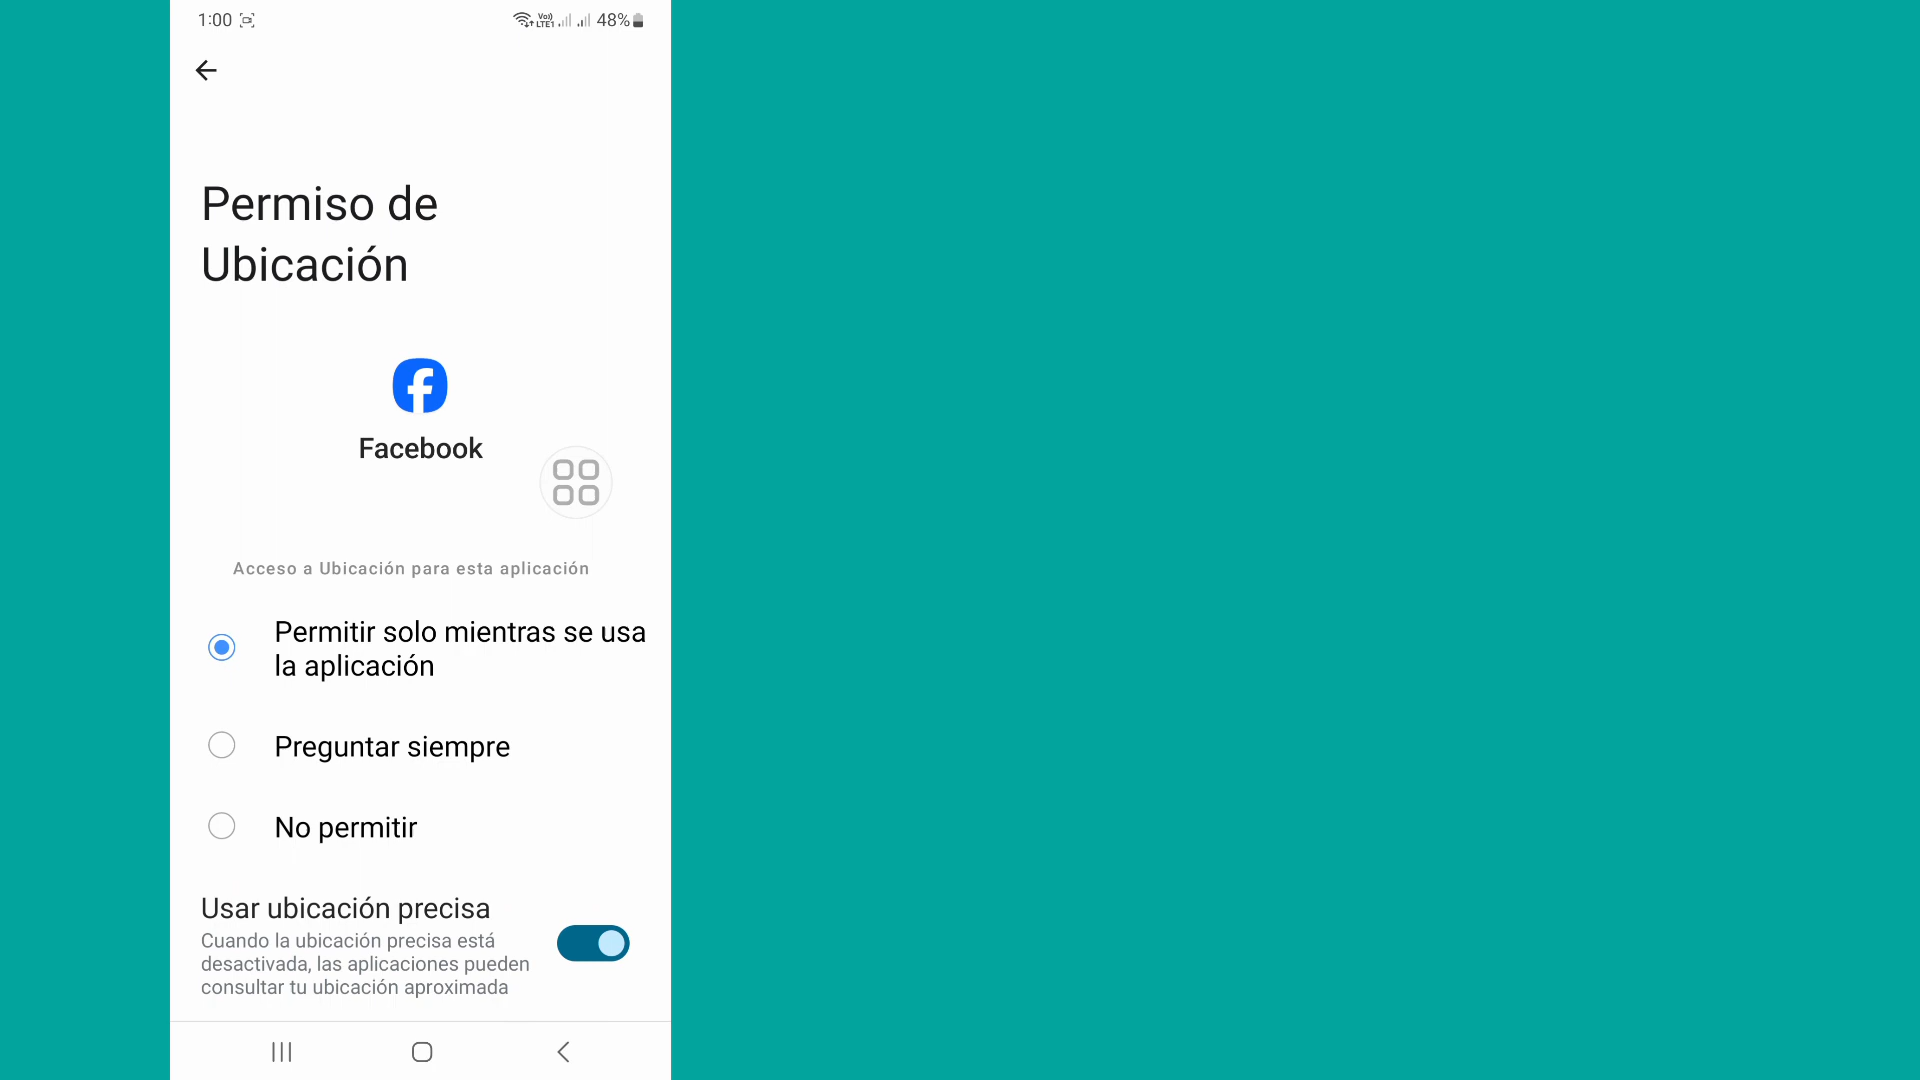 1:00
Vo)) LTE1 48%
Permiso de
Ubicación
Facebook
Acceso a Ubicación para esta aplicación
Permitir solo mientras se usa
la aplicación
Preguntar siempre
No permitir
Usar ubicación precisa
Cuando la ubicación precisa está
desactivada, las aplicaciones pueden
consultar tu ubicación aproximada